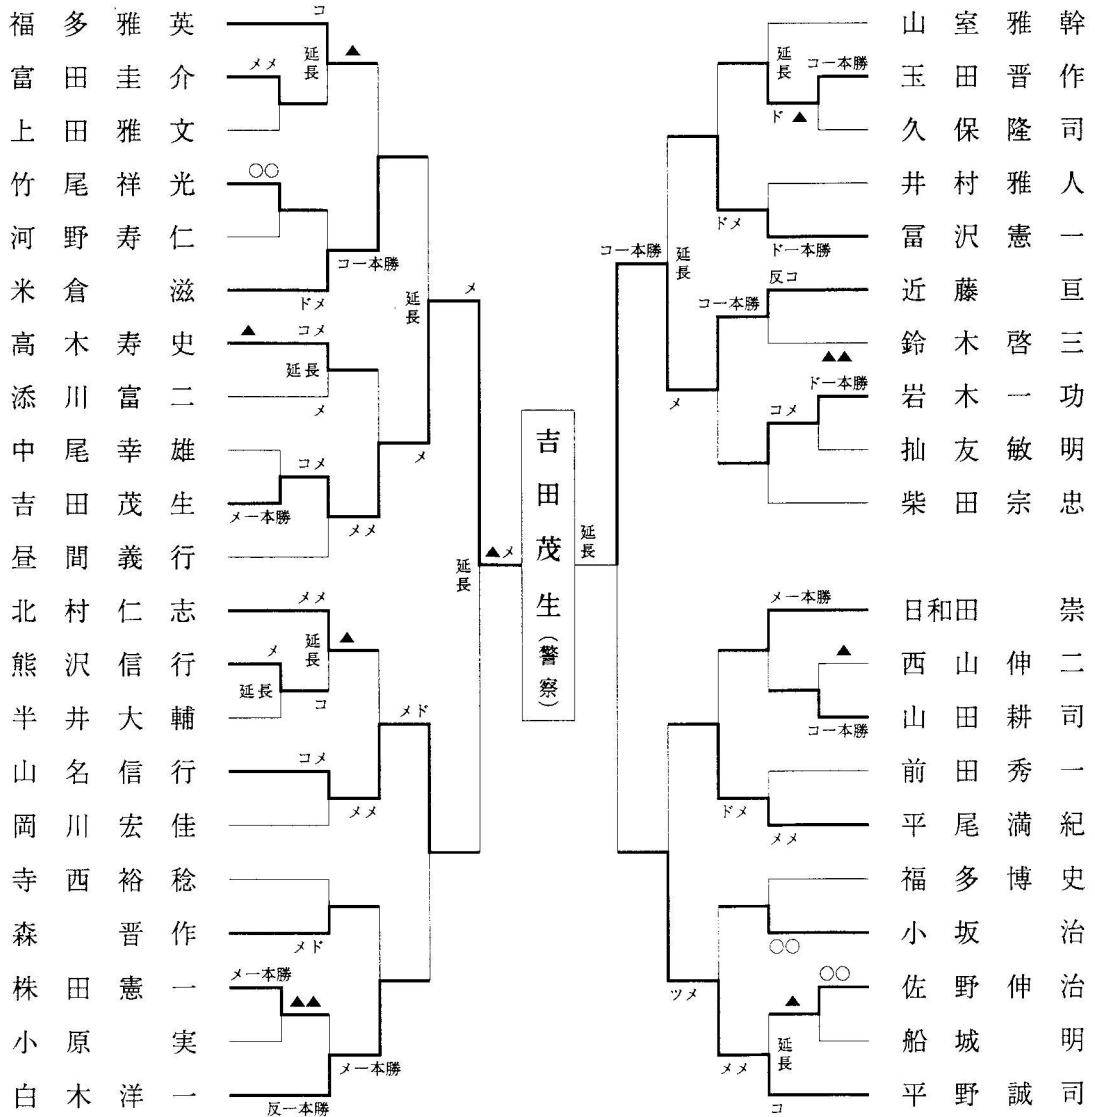 福多雅英
富田圭介
上田雅文
竹尾祥光
河野寿仁
米倉 滋
高木寿史
添川富二
中尾幸雄
吉田茂生
昼間義行
北村仁志
熊沢信行
半井大輔
山名信行
岡川宏佳
寺西裕稔
森 晋作
株田憲一
小原 実
白木洋一
コ
延長
▲
メメ
○○
コ一本勝
ドメ
▲
コメ
延長
メ
コメ
メ一本勝
メメ
メ
延長
メ
メメ
延長
▲
メ
延長
コ
コメ
メメ
メド
メド
メ一本勝
▲▲
メ一本勝
反一本勝
延長
▲メ
吉田茂生(警察)
延長
コ一本勝
延長
延長
コ一本勝
ド▲
ドメ
ド一本勝
反コ
コ一本勝
▲▲
ド一本勝
コメ
メ
メ一本勝
▲
コ一本勝
ドメ
メメ
○○
○○
▲
延長
ツメ
メメ
コ
山室雅幹
玉田晋作
久保隆司
井村雅人
冨沢憲一
近藤 亘
鈴木啓三
岩木一功
抽友敏明
柴田宗忠
日和田 崇
西山伸二
山田耕司
前田秀一
平尾満紀
福多博史
小坂 治
佐野伸治
船城 明
平野誠司